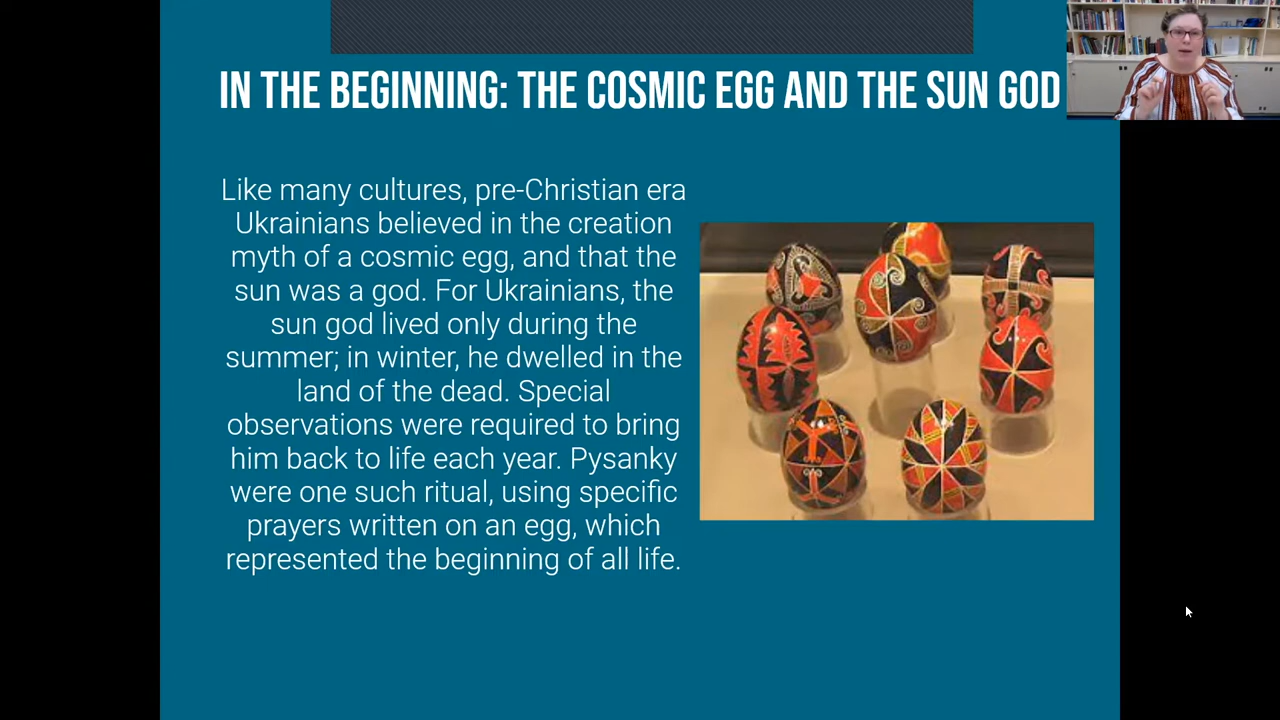 IN THE BEGINNING: THE COSMIC EGG AND THE SUN GOD
Like many cultures, pre-Christian era
Ukrainians believed in the creation
myth of a cosmic egg, and that the
sun was a god. For Ukrainians, the
sun god lived only during the
summer; in winter, he dwelled in the
land of the dead. Special
observations were required to bring
him back to life each year. Pysanky
were one such ritual, using specific
prayers written on an egg, which
represented the beginning of all life.